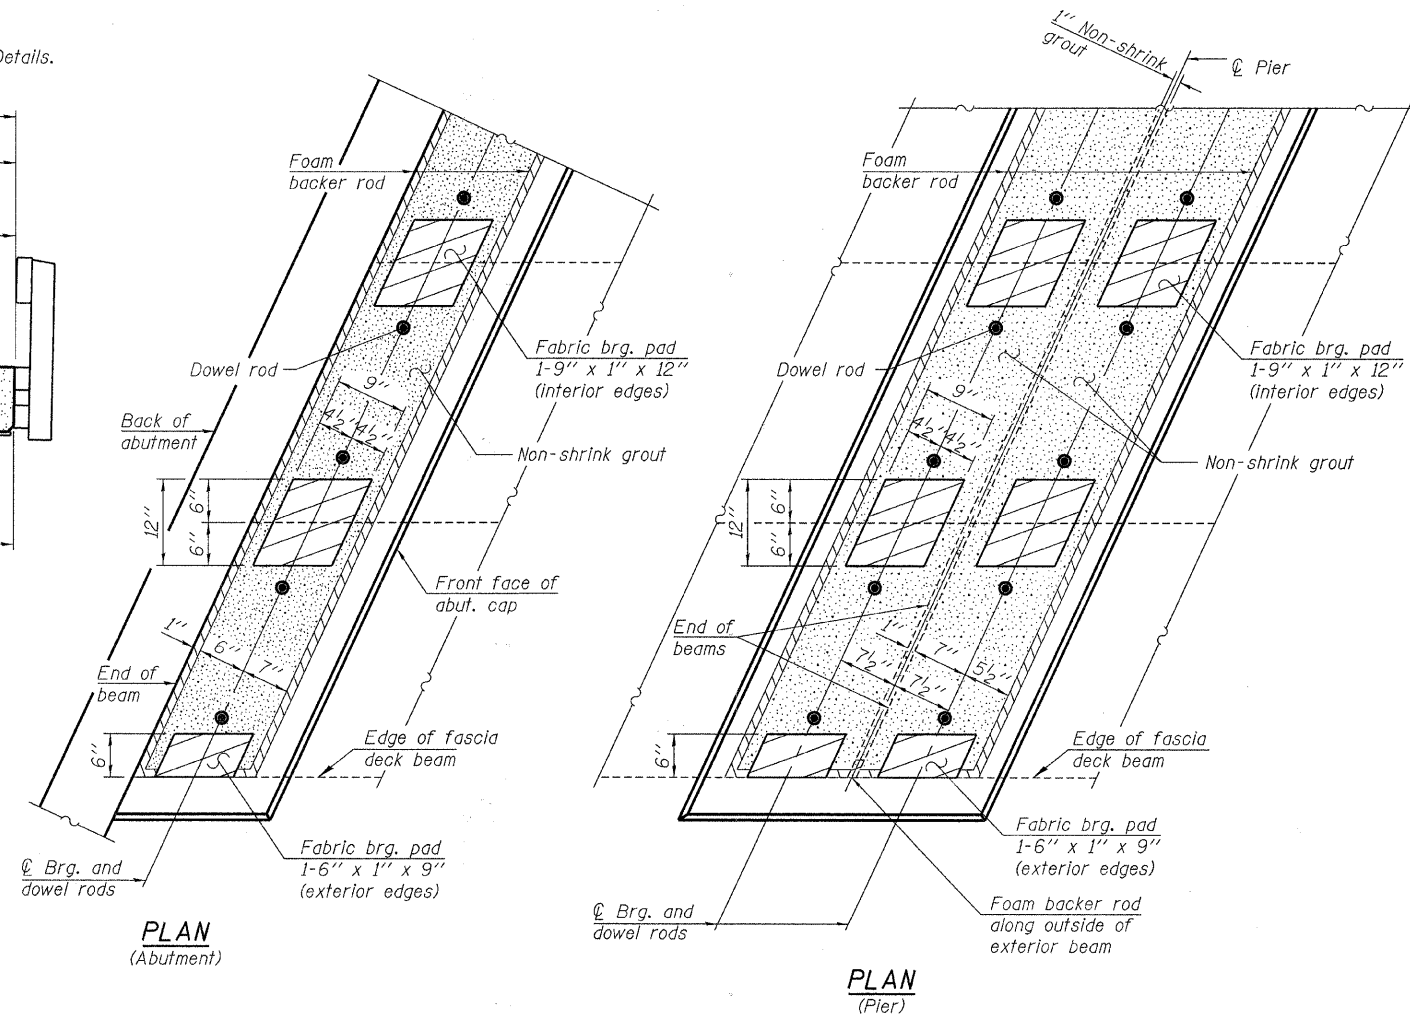 Details.
Foam
backer rod
Dowel rod
Back of
abutment
9"
4½" 4½"
12"
6"
6"
Fabric brg. pad
1-9" x 1" x 12"
(interior edges)
Non-shrink grout
Front face of
abut. cap
1"
6"
7"
End of
beam
6"
Edge of fascia
deck beam
Fabric brg. pad
1-6" x 1" x 9"
(exterior edges)
℄ Brg. and
dowel rods
PLAN
(Abutment)
1" Non-shrink
grout
℄ Pier
Foam
backer rod
Dowel rod
9"
4½" 4½"
12"
6"
6"
Fabric brg. pad
1-9" x 1" x 12"
(interior edges)
Non-shrink grout
End of
beams
1"
7½"
7"
7½"
5½"
6"
Edge of fascia
deck beam
Fabric brg. pad
1-6" x 1" x 9"
(exterior edges)
℄ Brg. and
dowel rods
Foam backer rod
along outside of
exterior beam
PLAN
(Pier)